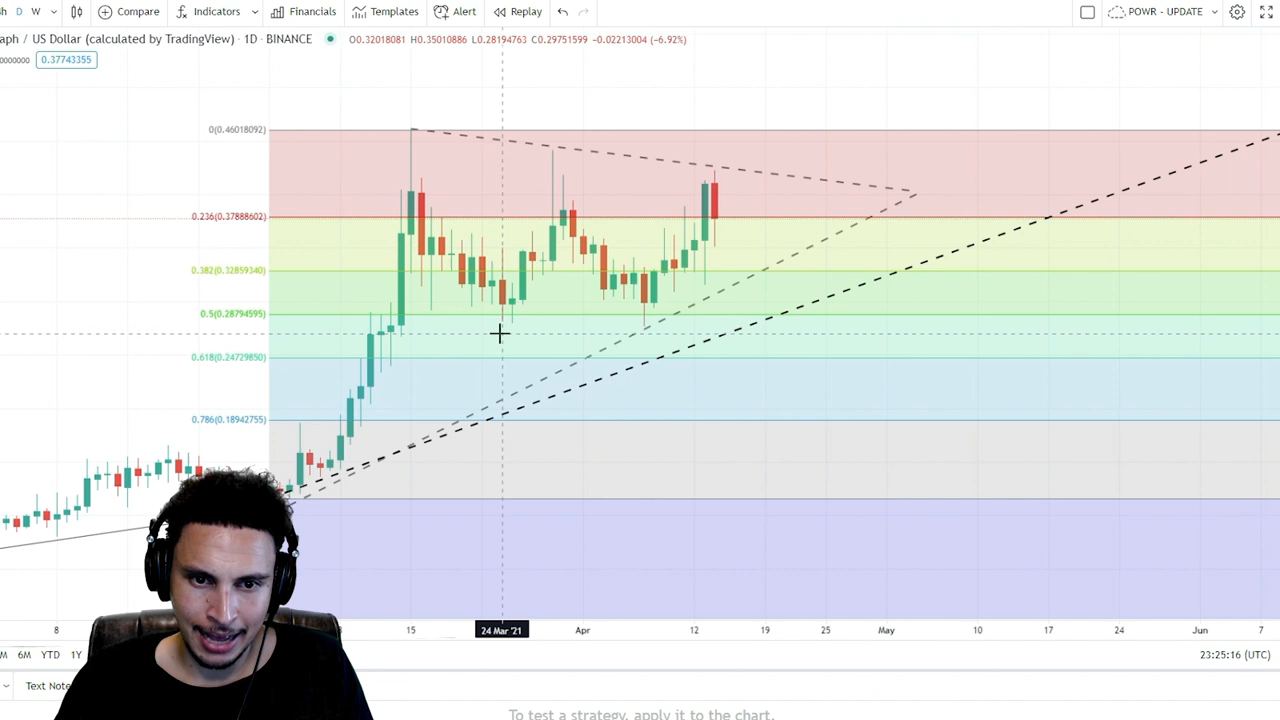 h D W Compare Indicators Financials Templates Alert Replay POWR - UPDATE
aph / US Dollar (calculated by TradingView) · 1D · BINANCE O0.32018081 H0.35010886 L0.28194763 C0.29751599 −0.02213004 (−6.92%)
0000000 0.37743355
0(0.46018092)
0.236(0.37888602)
0.382(0.32859340)
0.5(0.28794595)
0.618(0.24729850)
0.786(0.18942755)
8 15 24 Mar '21 Apr 12 19 25 May 10 17 24 Jun 7
M 6M YTD 1Y 23:25:16 (UTC)
Text Note
To test a strategy, apply it to the chart.